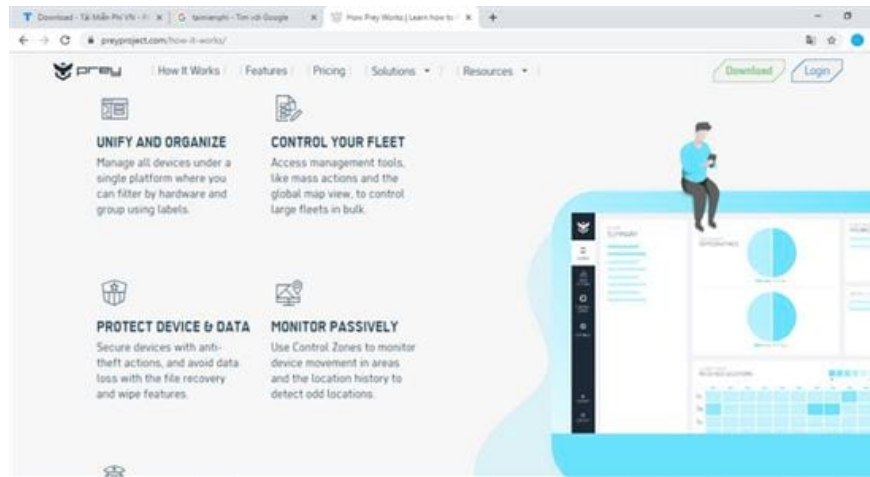 Download - Tải Miễn Phí VN - Ph
taimienphi - Tìm với Google
How Prey Works | Learn how to
preyproject.com/how-it-works/
prey
How It Works
Features
Pricing
Solutions
Resources
Download
Login
UNIFY AND ORGANIZE
Manage all devices under a
single platform where you
can filter by hardware and
group using labels.
CONTROL YOUR FLEET
Access management tools,
like mass actions and the
global map view, to control
large fleets in bulk.
PROTECT DEVICE & DATA
Secure devices with anti-
theft actions, and avoid data
loss with the file recovery
and wipe features.
MONITOR PASSIVELY
Use Control Zones to monitor
device movement in areas
and the location history to
detect odd locations.
SUMMARY